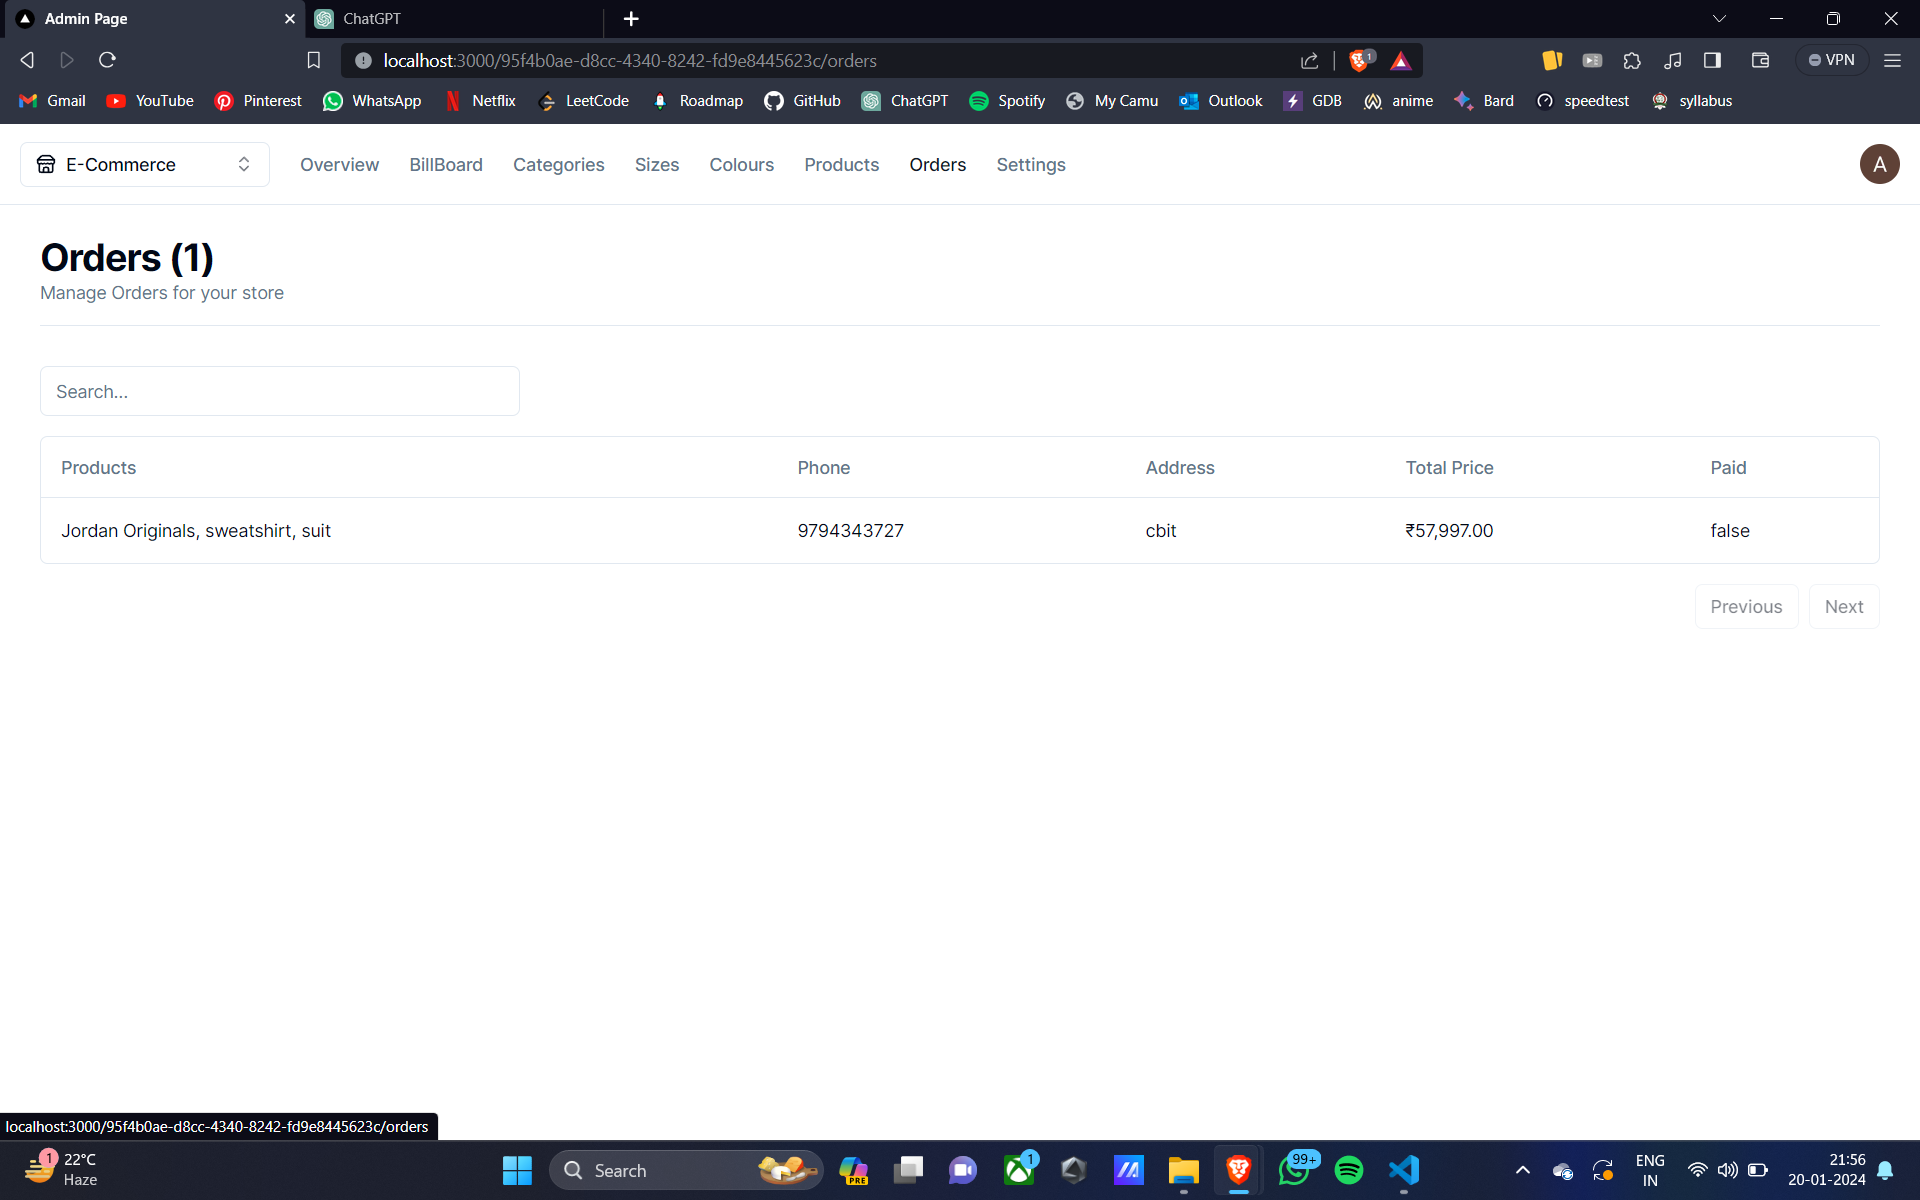 Admin Page
ChatGPT
localhost:3000/95f4b0ae-d8cc-4340-8242-fd9e8445623c/orders
1
VPN
Gmail YouTube Pinterest WhatsApp Netflix LeetCode Roadmap GitHub ChatGPT Spotify My Camu Outlook GDB anime Bard speedtest syllabus
E-Commerce Overview BillBoard Categories Sizes Colours Products Orders Settings A
Orders (1)
Manage Orders for your store
Search...
Products Phone Address Total Price Paid
Jordan Originals, sweatshirt, suit 9794343727 cbit ₹57,997.00 false
Previous Next
localhost:3000/95f4b0ae-d8cc-4340-8242-fd9e8445623c/orders
1
22°C
Haze
Search
PRE
1
99+
ENG
IN
21:56
20-01-2024